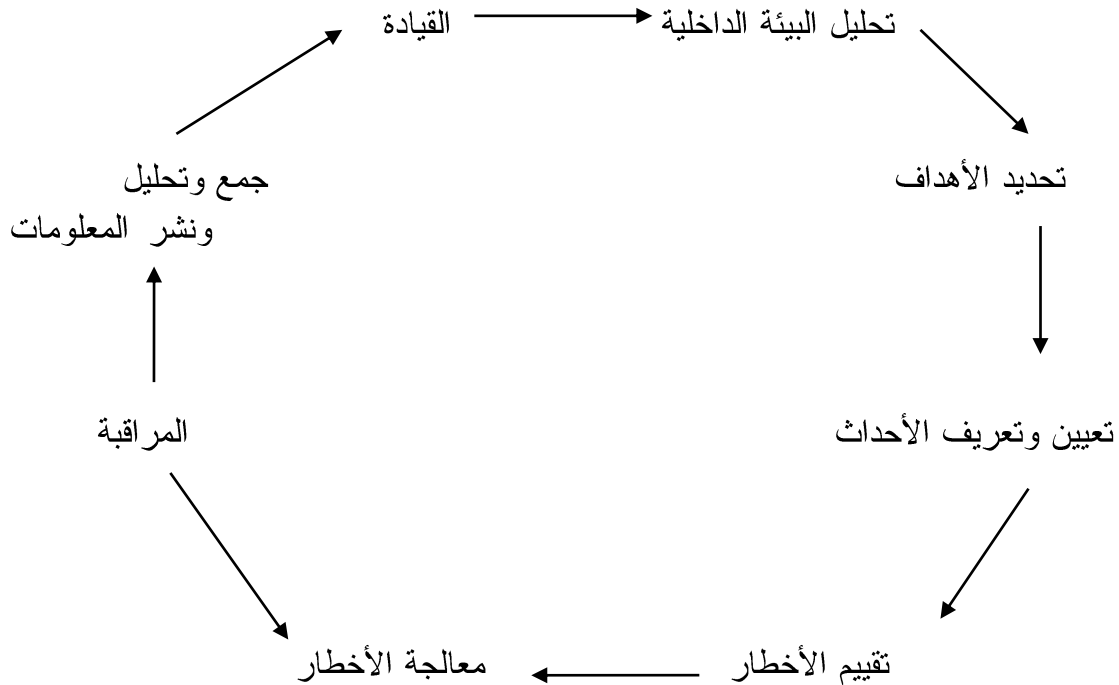 القيادة
تحليل البيئة الداخلية
تحديد الأهداف
تعيين وتعريف الأحداث
تقييم الأخطار
معالجة الأخطار
المراقبة
جمع وتحليل
ونشر المعلومات